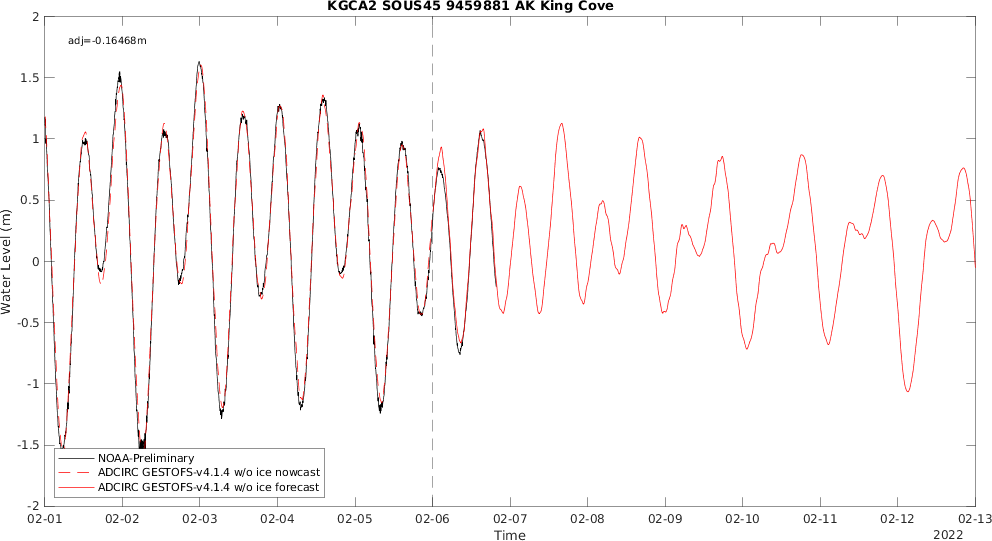 KGCA2 SOUS45 9459881 AK King Cove
adj=-0.16468m
2
1.5
1
0.5
0
-0.5
-1
-1.5
-2
Water Level (m)
NOAA-Preliminary
ADCIRC GESTOFS-v4.1.4 w/o ice nowcast
ADCIRC GESTOFS-v4.1.4 w/o ice forecast
02-01 02-02 02-03 02-04 02-05 02-06 02-07 02-08 02-09 02-10 02-11 02-12 02-13
Time
2022